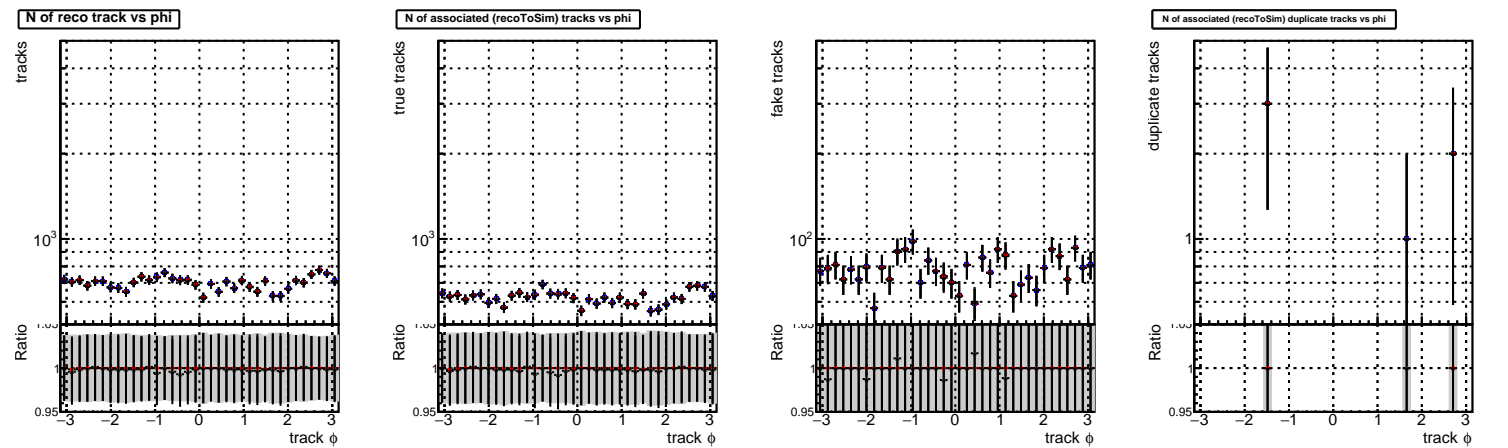 N of reco track vs phi
tracks
10³
Ratio
1
0.95
−3 −2 −1 0 1 2 3
track ϕ
N of associated (recoToSim) tracks vs phi
true tracks
10³
Ratio
1
0.95
−3 −2 −1 0 1 2 3
track ϕ
fake tracks
10²
Ratio
1
0.95
−3 −2 −1 0 1 2 3
track ϕ
N of associated (recoToSim) duplicate tracks vs phi
duplicate tracks
1
Ratio
1
0.95
−3 −2 −1 0 1 2 3
track ϕ